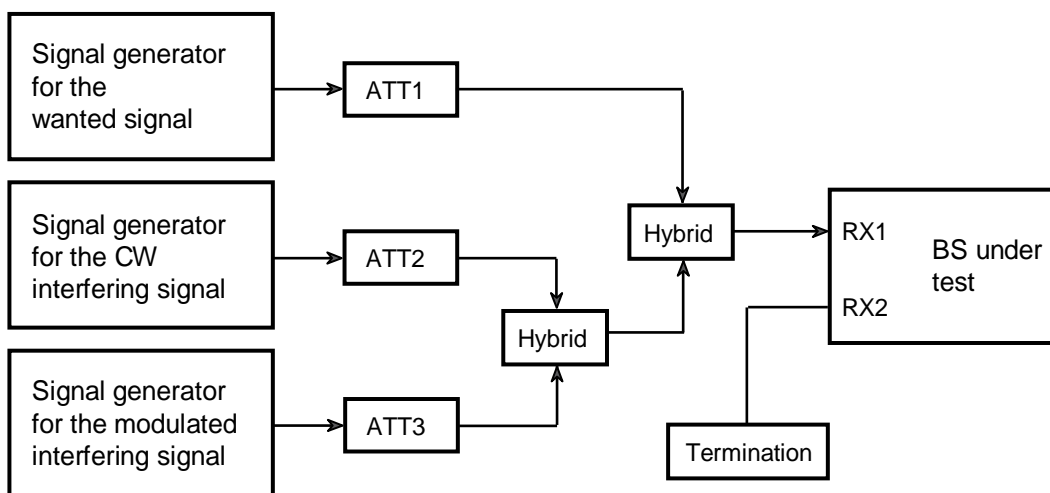 Signal generator
for the
wanted signal
ATT1
Signal generator
for the CW
interfering signal
ATT2
Hybrid
Hybrid
Signal generator
for the modulated
interfering signal
ATT3
RX1
BS under
test
RX2
Termination